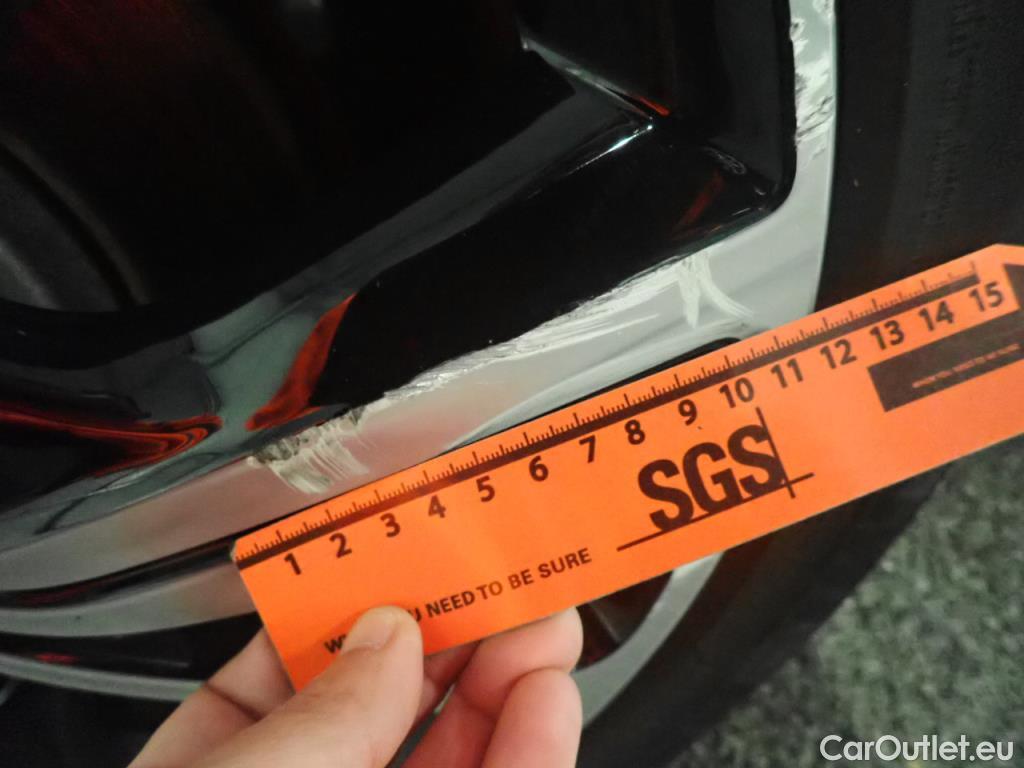 1 2 3 4 5 6 7 8 9 10 11 12 13 14 15
SGS
NEED TO BE SURE
CarOutlet.eu